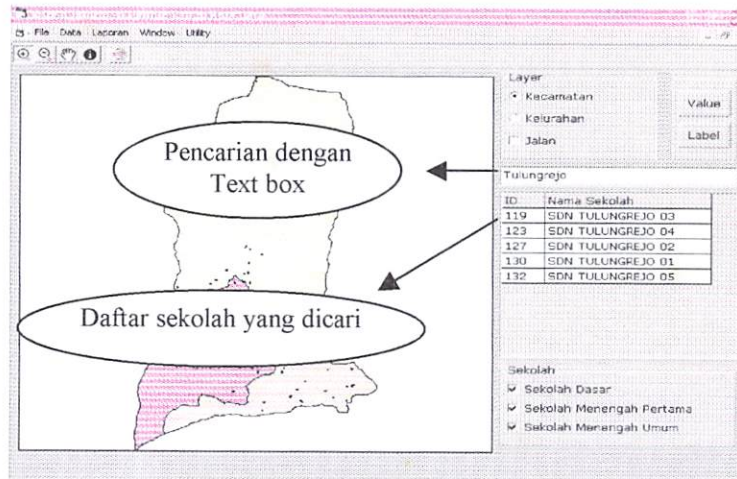 File Data Laporan Window Utility
Layer
Kecamatan
Kelurahan
Jalan
Value
Label
Pencarian dengan
Text box
Tulungrejo
ID Nama Sekolah
119 SDN TULUNGREJO 03
123 SDN TULUNGREJO 04
127 SDN TULUNGREJO 02
130 SDN TULUNGREJO 01
132 SDN TULUNGREJO 05
Daftar sekolah yang dicari
Sekolah
Sekolah Dasar
Sekolah Menengah Pertama
Sekolah Menengah Umum